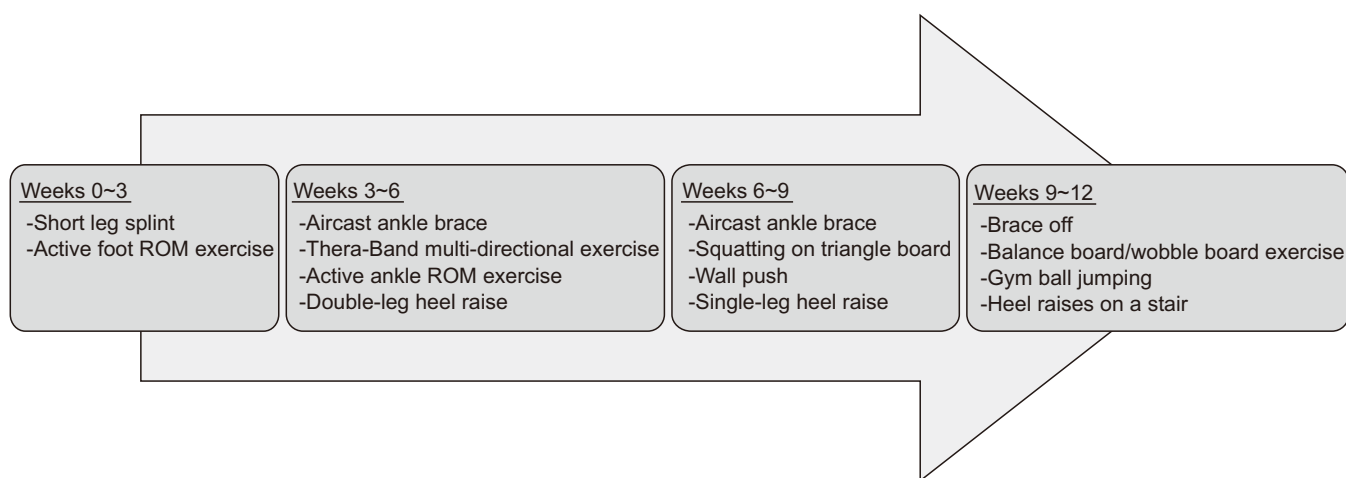 Weeks 0~3
-Short leg splint
-Active foot ROM exercise
Weeks 3~6
-Aircast ankle brace
-Thera-Band multi-directional exercise
-Active ankle ROM exercise
-Double-leg heel raise
Weeks 6~9
-Aircast ankle brace
-Squatting on triangle board
-Wall push
-Single-leg heel raise
Weeks 9~12
-Brace off
-Balance board/wobble board exercise
-Gym ball jumping
-Heel raises on a stair